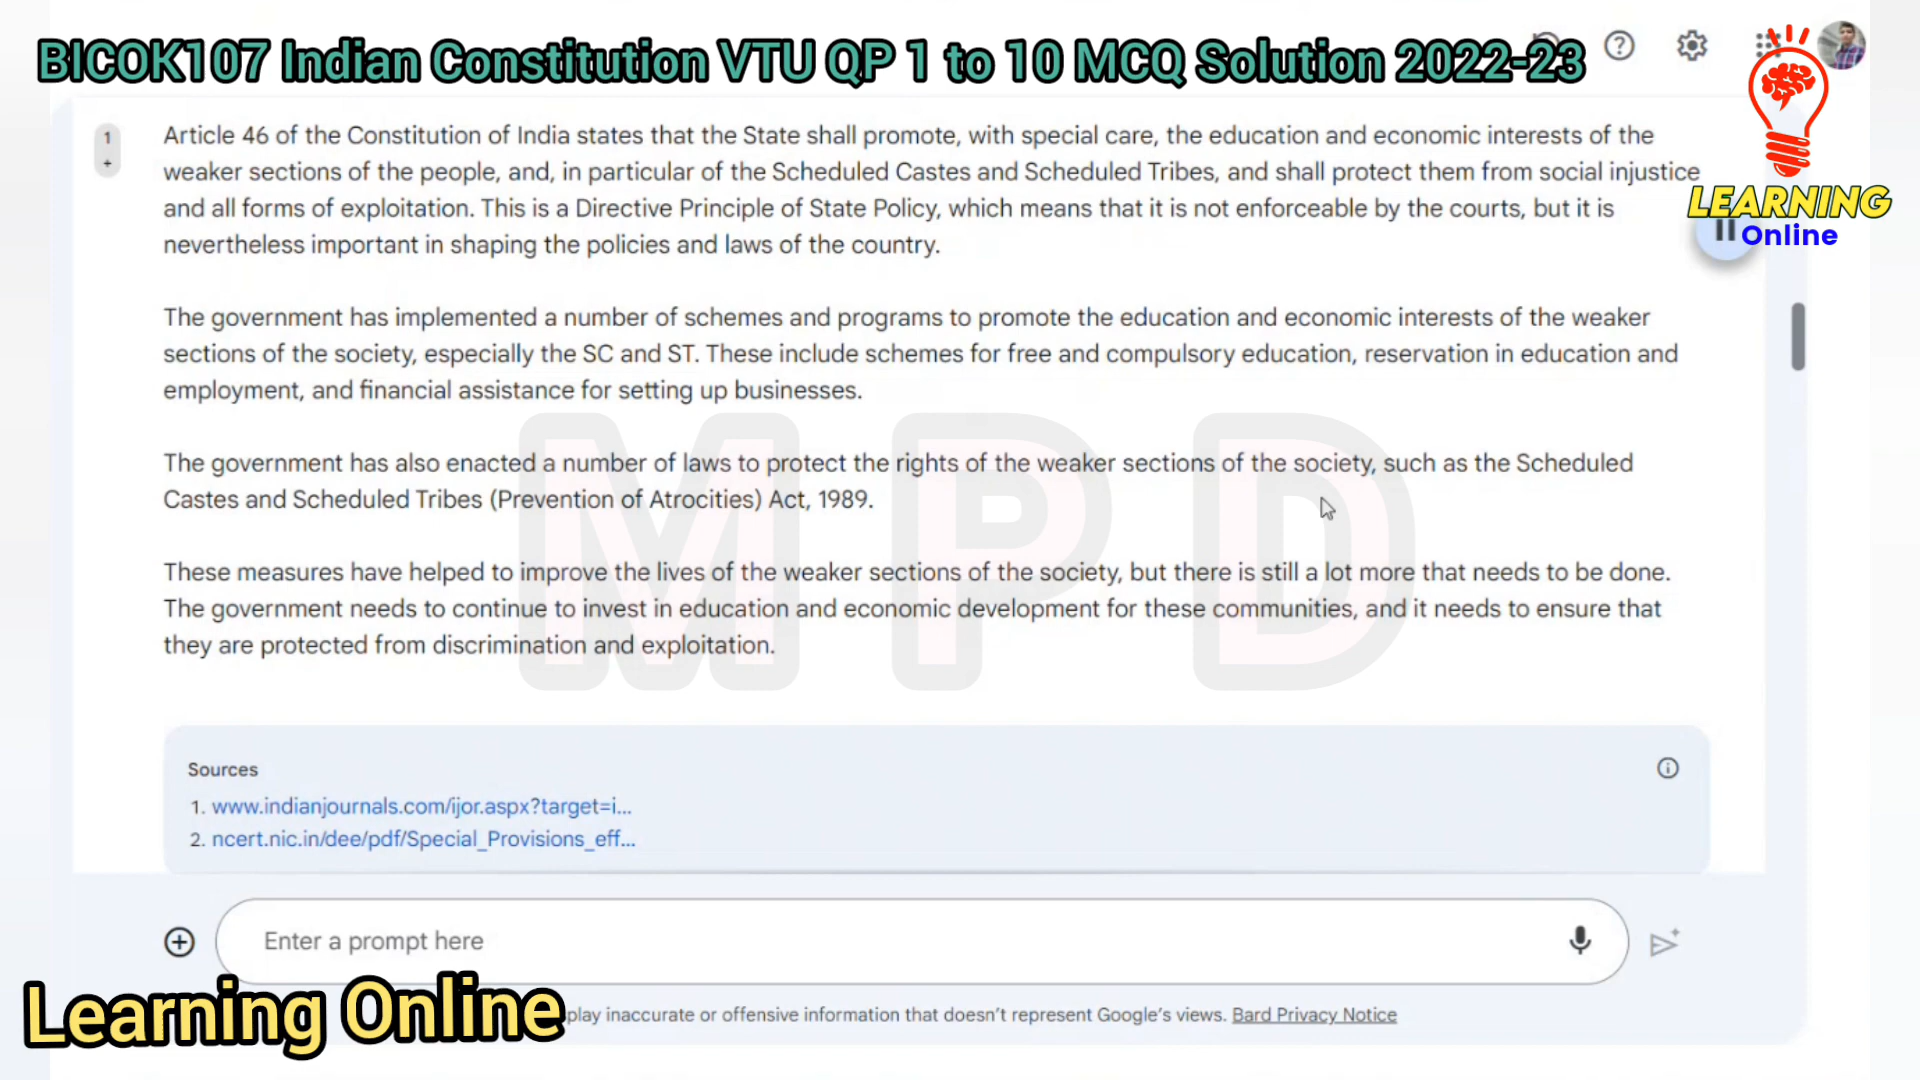 BICOK107 Indian Constitution VTU QP 1 to 10 MCQ Solution 2022-23
LEARNING
Online
1
+
Article 46 of the Constitution of India states that the State shall promote, with special care, the education and economic interests of the
weaker sections of the people, and, in particular of the Scheduled Castes and Scheduled Tribes, and shall protect them from social injustice
and all forms of exploitation. This is a Directive Principle of State Policy, which means that it is not enforceable by the courts, but it is
nevertheless important in shaping the policies and laws of the country.
The government has implemented a number of schemes and programs to promote the education and economic interests of the weaker
sections of the society, especially the SC and ST. These include schemes for free and compulsory education, reservation in education and
employment, and financial assistance for setting up businesses.
The government has also enacted a number of laws to protect the rights of the weaker sections of the society, such as the Scheduled
Castes and Scheduled Tribes (Prevention of Atrocities) Act, 1989.
MPD
These measures have helped to improve the lives of the weaker sections of the society, but there is still a lot more that needs to be done.
The government needs to continue to invest in education and economic development for these communities, and it needs to ensure that
they are protected from discrimination and exploitation.
Sources
1. www.indianjournals.com/ijor.aspx?target=i...
2. ncert.nic.in/dee/pdf/Special_Provisions_eff...
Enter a prompt here
Learning Online
play inaccurate or offensive information that doesn't represent Google's views. Bard Privacy Notice